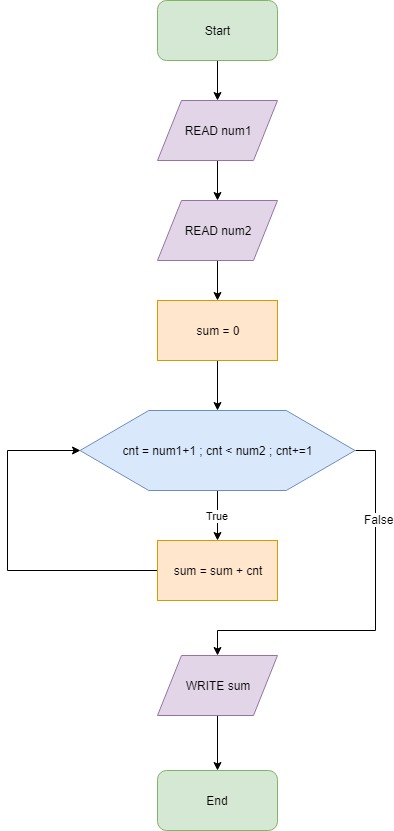 Start
READ num1
READ num2
sum = 0
cnt = num1+1 ; cnt < num2 ; cnt+=1
True
False
sum = sum + cnt
WRITE sum
End